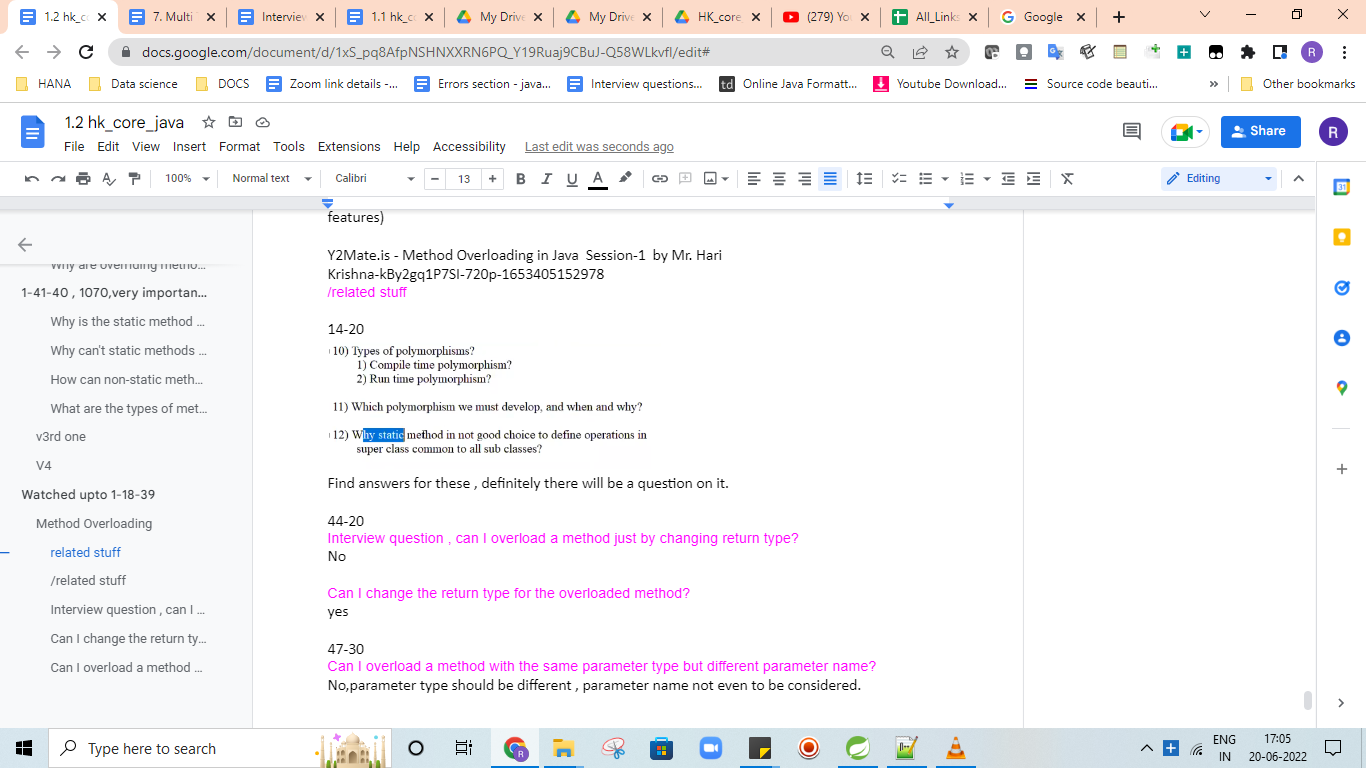 1.2 hk_c
7. Multi
Interview
1.1 hk_c
My Drive
My Drive
HK_core
(279) You
All_Links
Google
docs.google.com/document/d/1xS_pq8AfpNSHNXXRN6PQ_Y19Ruaj9CBuJ-Q58WLkvfI/edit#
R
HANA
Data science
DOCS
Zoom link details -...
Errors section - java...
Interview questions...
td Online Java Formatt...
Youtube Download...
Source code beauti...
»
Other bookmarks
1.2 hk_core_java
File Edit View Insert Format Tools Extensions Help Accessibility Last edit was seconds ago
Share
R
100% Normal text Calibri − 13 + B I U A Editing
features)
Y2Mate.is - Method Overloading in Java Session-1 by Mr. Hari
Krishna-kBy2gq1P7SI-720p-1653405152978
/related stuff
14-20
10) Types of polymorphisms?
1) Compile time polymorphism?
2) Run time polymorphism?
11) Which polymorphism we must develop, and when and why?
12) Why static method in not good choice to define operations in
super class common to all sub classes?
Find answers for these , definitely there will be a question on it.
44-20
Interview question , can I overload a method just by changing return type?
No
Can I change the return type for the overloaded method?
yes
47-30
Can I overload a method with the same parameter type but different parameter name?
No,parameter type should be different , parameter name not even to be considered.
Why are overriding metho...
1-41-40 , 1070,very importan...
Why is the static method ...
Why can't static methods ...
How can non-static meth...
What are the types of met...
v3rd one
V4
Watched upto 1-18-39
Method Overloading
related stuff
/related stuff
Interview question , can I ...
Can I change the return ty...
Can I overload a method ...
31
Type here to search
R
ENG
IN
17:05
20-06-2022